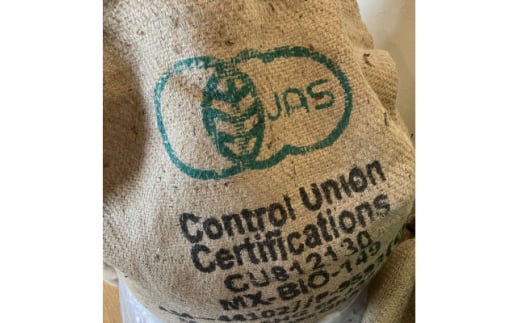 JAS
Control Union
Certifications
CU812130
MX-BIO-149